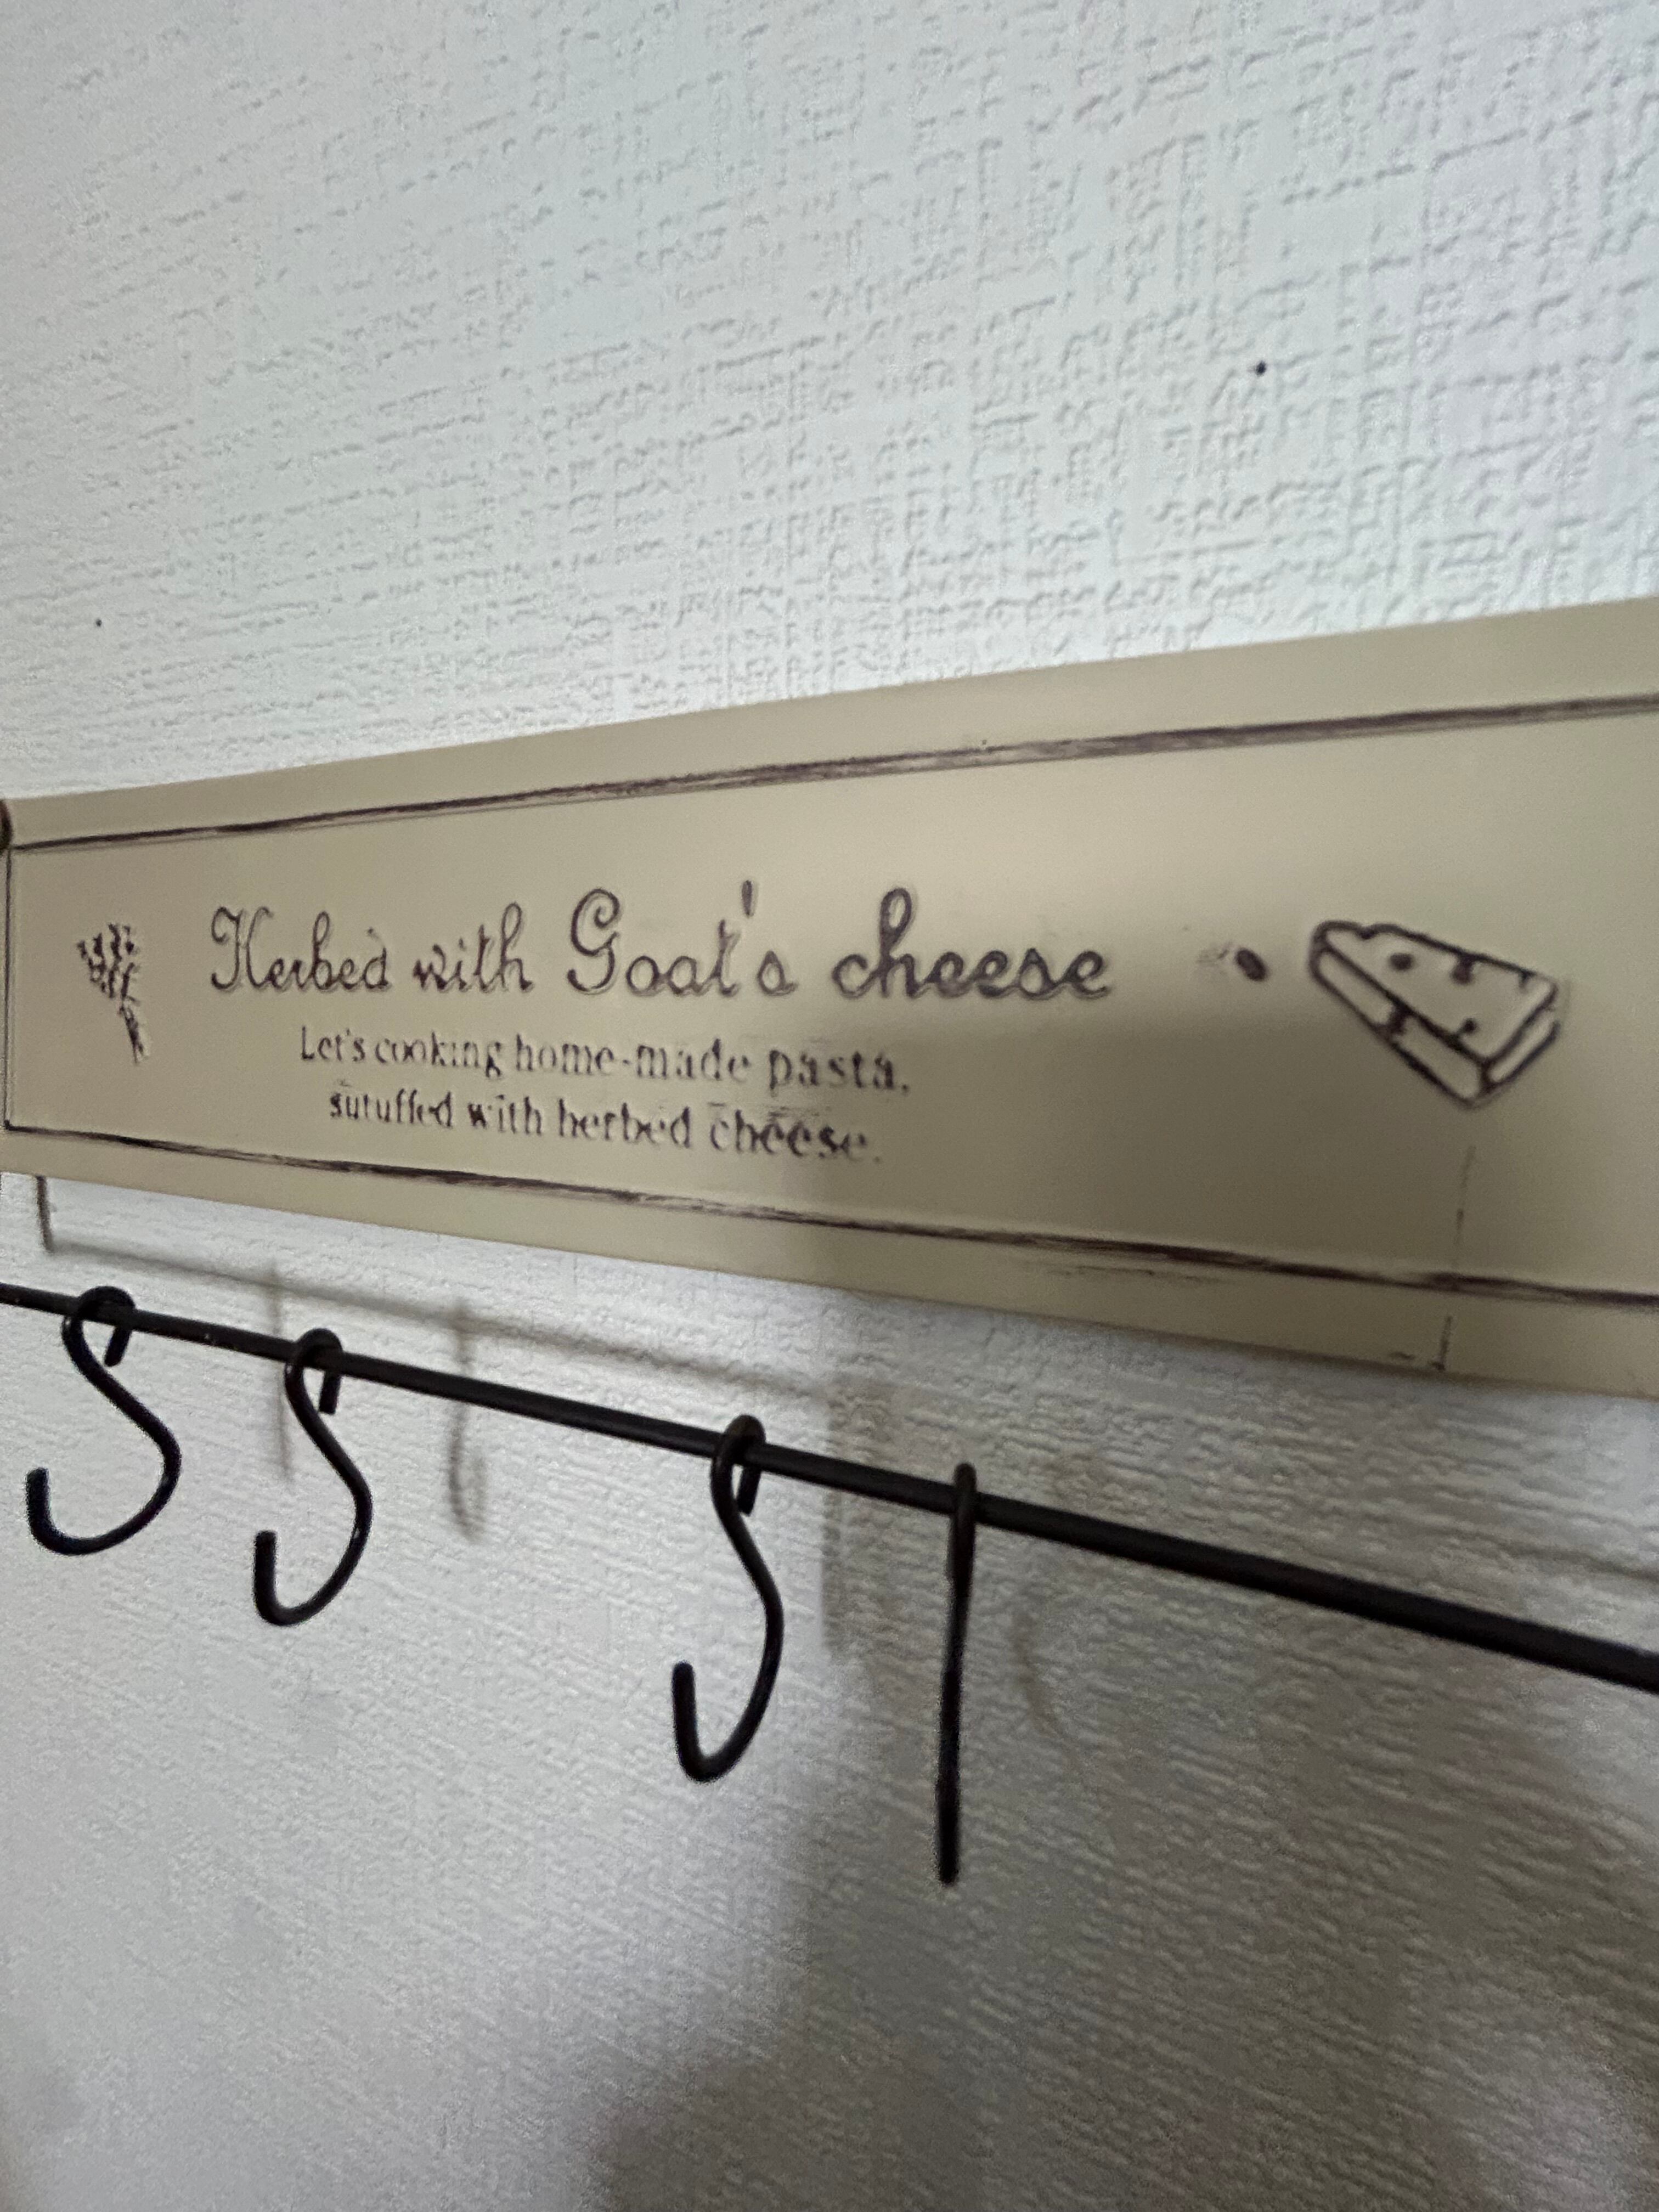 Herbed with Goat's cheese
Let's cooking home-made pasta,
sutuffed with herbed cheese.